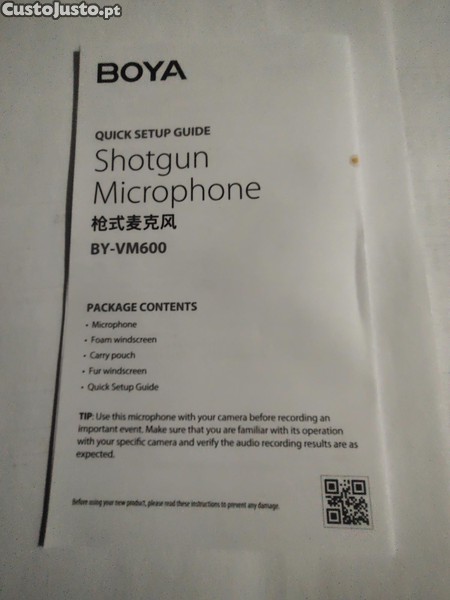 CustoJusto.pt
BOYA
QUICK SETUP GUIDE
Shotgun
Microphone
枪式麦克风
BY-VM600
PACKAGE CONTENTS
• Microphone
• Foam windscreen
• Carry pouch
• Fur windscreen
• Quick Setup Guide
TIP: Use this microphone with your camera before recording an
important event. Make sure that you are familiar with its operation
with your specific camera and verify the audio recording results are as
expected.
Before using your new product, please read these instructions to prevent any damage.